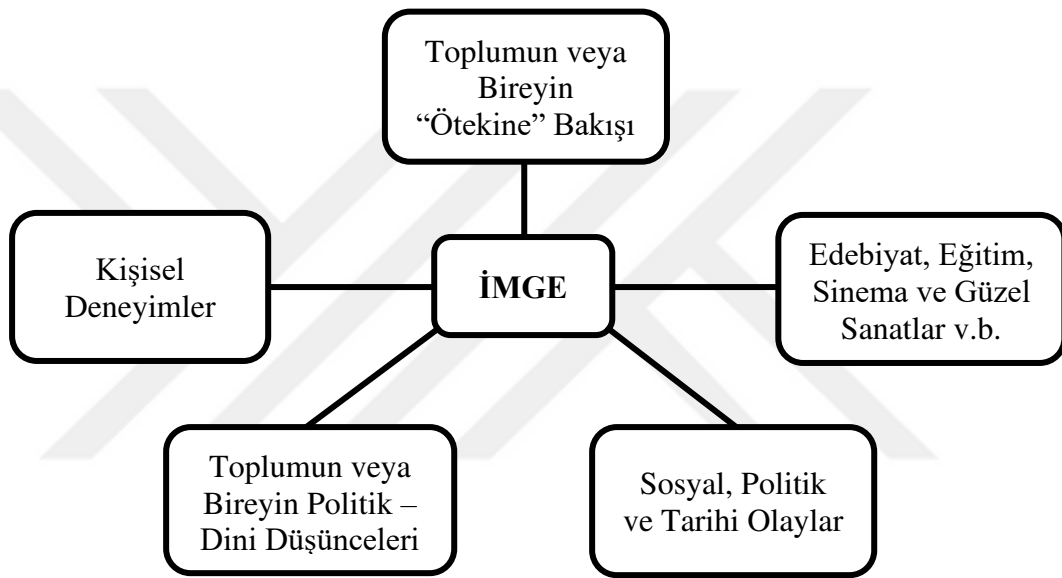 Toplumun veya
Bireyin
“Ötekine” Bakışı
Kişisel
Deneyimler
İMGE
Edebiyat, Eğitim,
Sinema ve Güzel
Sanatlar v.b.
Toplumun veya
Bireyin Politik –
Dini Düşünceleri
Sosyal, Politik
ve Tarihi Olaylar